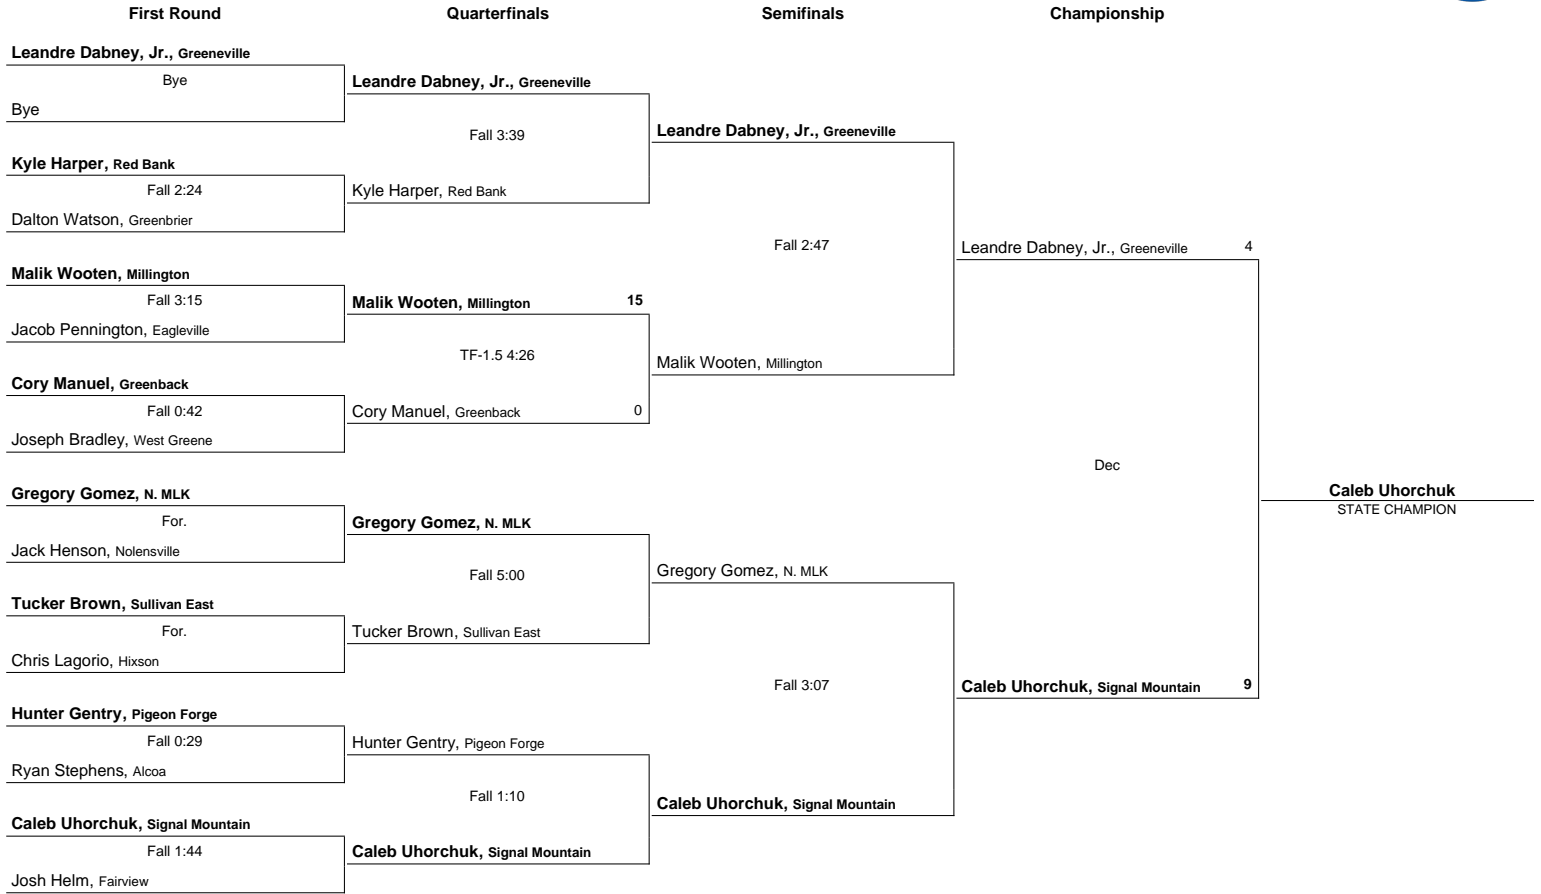 First Round
Quarterfinals
Semifinals
Championship
Leandre Dabney, Jr., Greeneville
Bye
Bye
Kyle Harper, Red Bank
Fall 2:24
Dalton Watson, Greenbrier
Malik Wooten, Millington
Fall 3:15
Jacob Pennington, Eagleville
Cory Manuel, Greenback
Fall 0:42
Joseph Bradley, West Greene
Gregory Gomez, N. MLK
For.
Jack Henson, Nolensville
Tucker Brown, Sullivan East
For.
Chris Lagorio, Hixson
Hunter Gentry, Pigeon Forge
Fall 0:29
Ryan Stephens, Alcoa
Caleb Uhorchuk, Signal Mountain
Fall 1:44
Josh Helm, Fairview
Leandre Dabney, Jr., Greeneville
Fall 3:39
Kyle Harper, Red Bank
Malik Wooten, Millington 15
TF-1.5 4:26
Cory Manuel, Greenback 0
Gregory Gomez, N. MLK
Fall 5:00
Tucker Brown, Sullivan East
Hunter Gentry, Pigeon Forge
Fall 1:10
Caleb Uhorchuk, Signal Mountain
Leandre Dabney, Jr., Greeneville
Fall 2:47
Malik Wooten, Millington
Gregory Gomez, N. MLK
Fall 3:07
Caleb Uhorchuk, Signal Mountain
Leandre Dabney, Jr., Greeneville 4
Dec
Caleb Uhorchuk, Signal Mountain 9
Caleb Uhorchuk
STATE CHAMPION